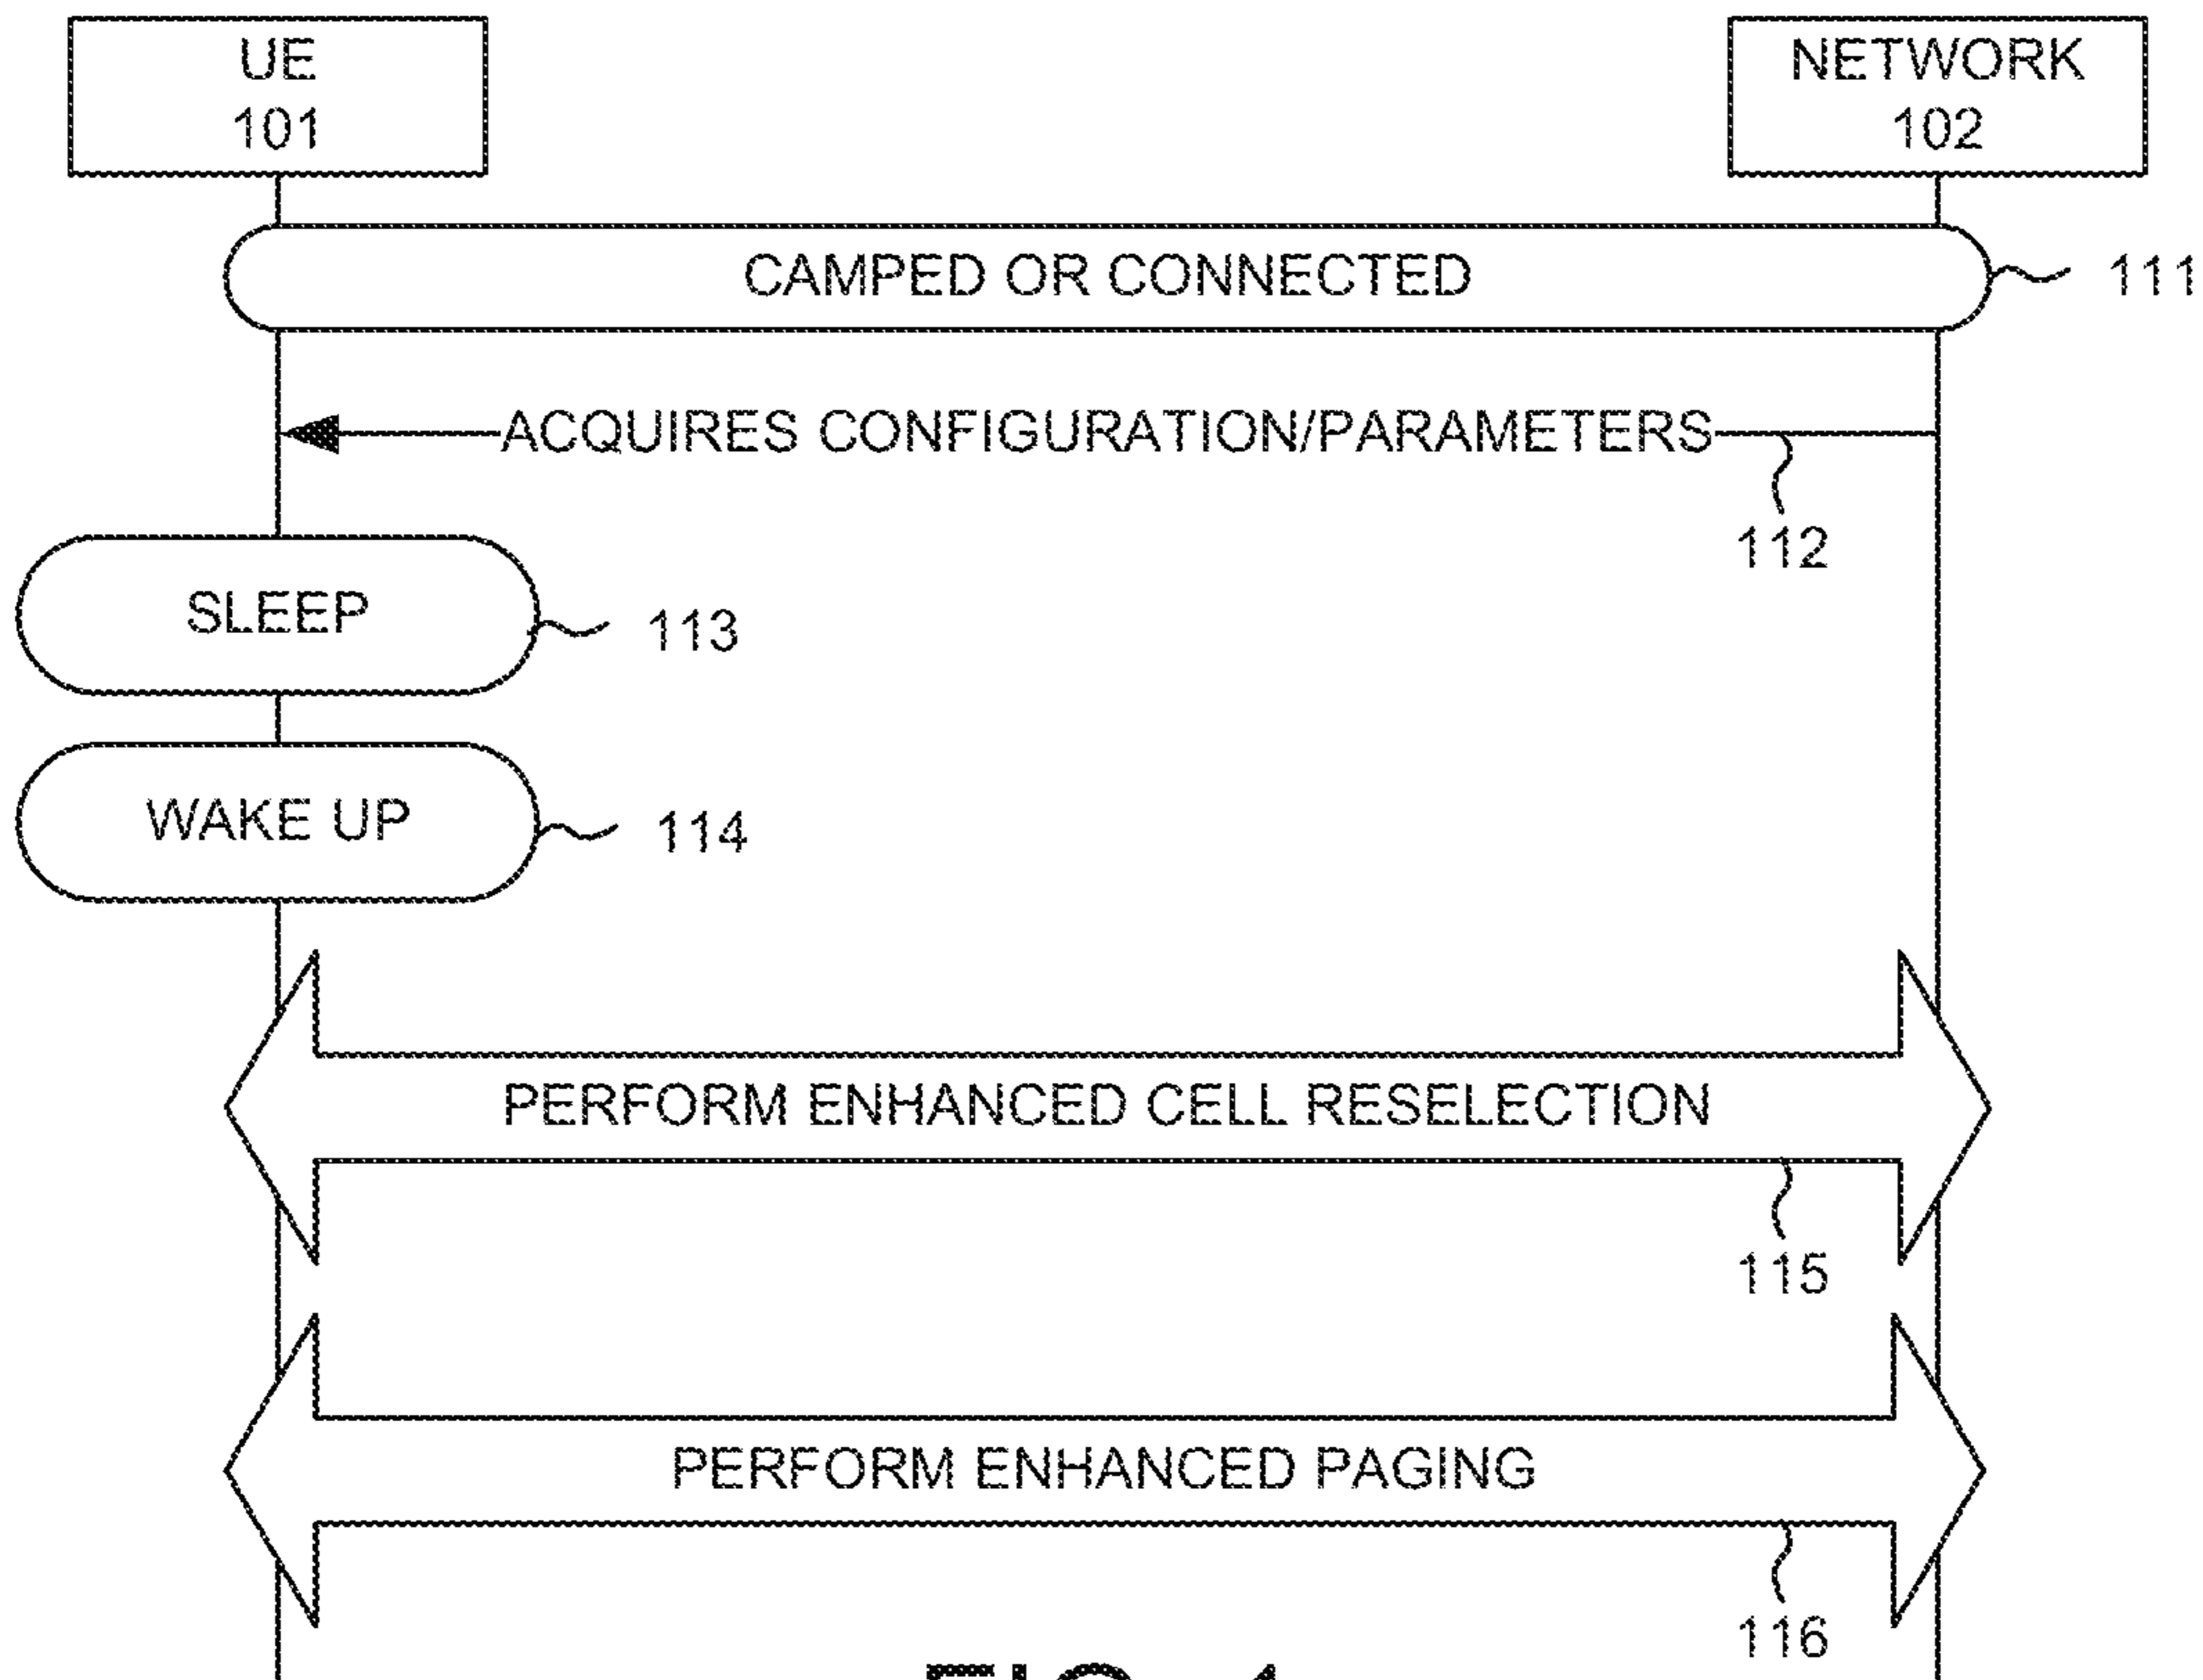 UE
101
NETWORK
102
CAMPED OR CONNECTED
111
ACQUIRES CONFIGURATION/PARAMETERS
112
SLEEP
113
WAKE UP
114
PERFORM ENHANCED CELL RESELECTION
115
PERFORM ENHANCED PAGING
116